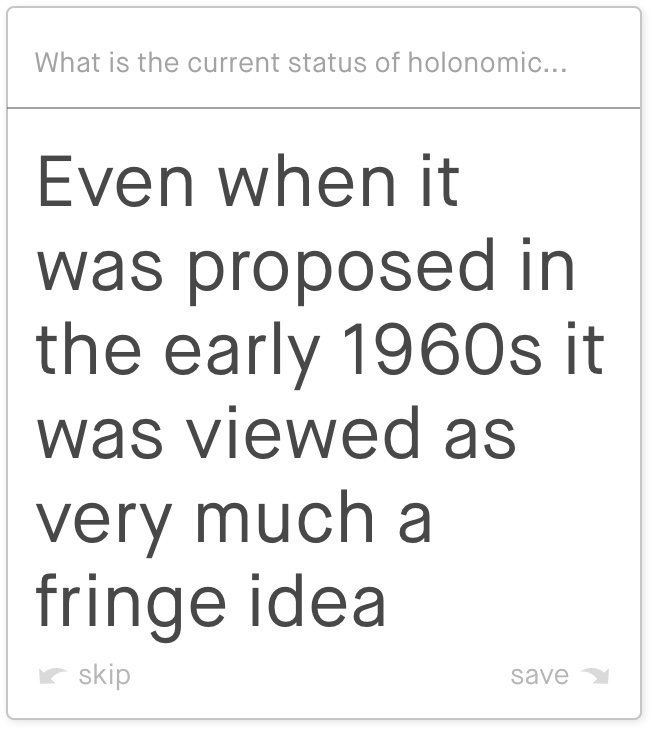 What is the current status of holonomic...
Even when it
was proposed in
the early 1960s it
was viewed as
very much a
fringe idea
skip save